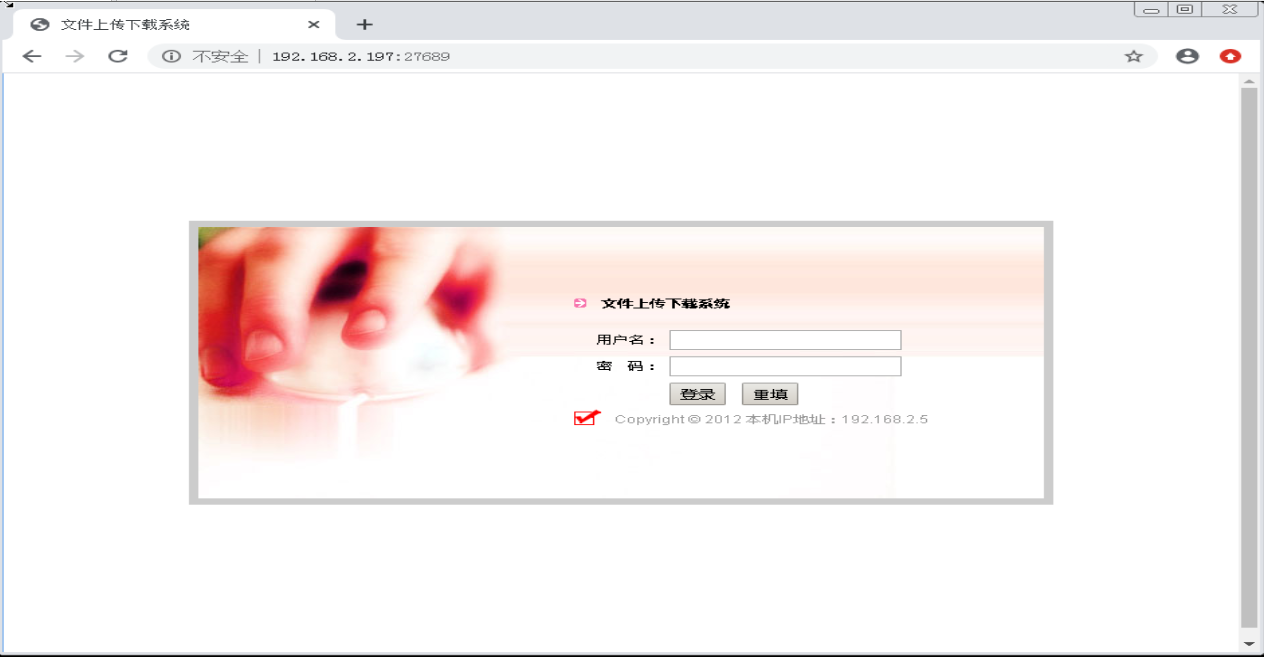 文件上传下载系统
不安全 | 192.168.2.197:27689
文件上传下载系统
用户名：
密 码：
登录 重填
Copyright © 2012 本机IP地址：192.168.2.5